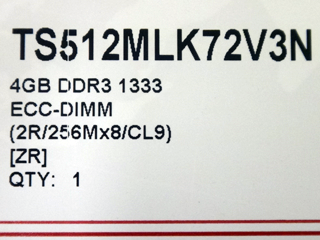 TS512MLK72V3N
4GB DDR3 1333
ECC-DIMM
(2R/256Mx8/CL9)
[ZR]
QTY: 1